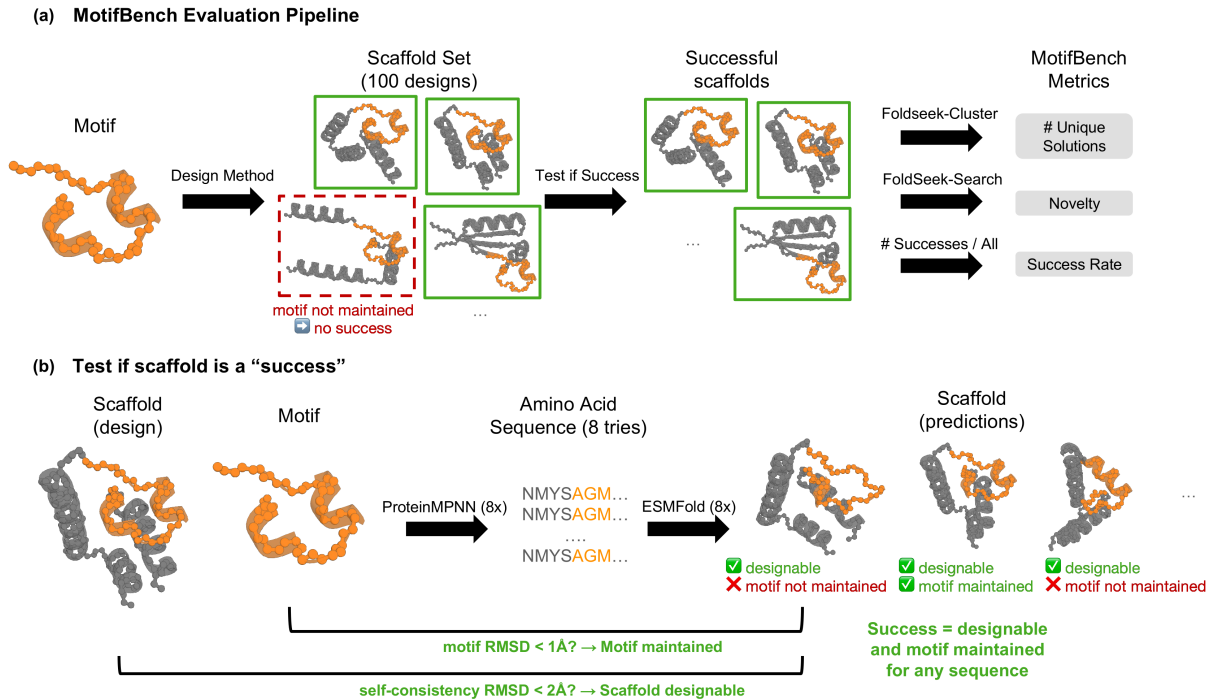 (a) MotifBench Evaluation Pipeline
Motif
Design Method
Scaffold Set
(100 designs)
motif not maintained
➡ no success
...
Test if Success
Successful
scaffolds
...
Foldseek-Cluster
FoldSeek-Search
# Successes / All
MotifBench
Metrics
# Unique
Solutions
Novelty
Success Rate
(b) Test if scaffold is a “success”
Scaffold
(design)
Motif
ProteinMPNN (8x)
Amino Acid
Sequence (8 tries)
NMYSAGM...
NMYSAGM...
....
NMYSAGM...
ESMFold (8x)
Scaffold
(predictions)
...
✅ designable
❌ motif not maintained
✅ designable
✅ motif maintained
✅ designable
❌ motif not maintained
motif RMSD < 1Å? → Motif maintained
self-consistency RMSD < 2Å? → Scaffold designable
Success = designable
and motif maintained
for any sequence